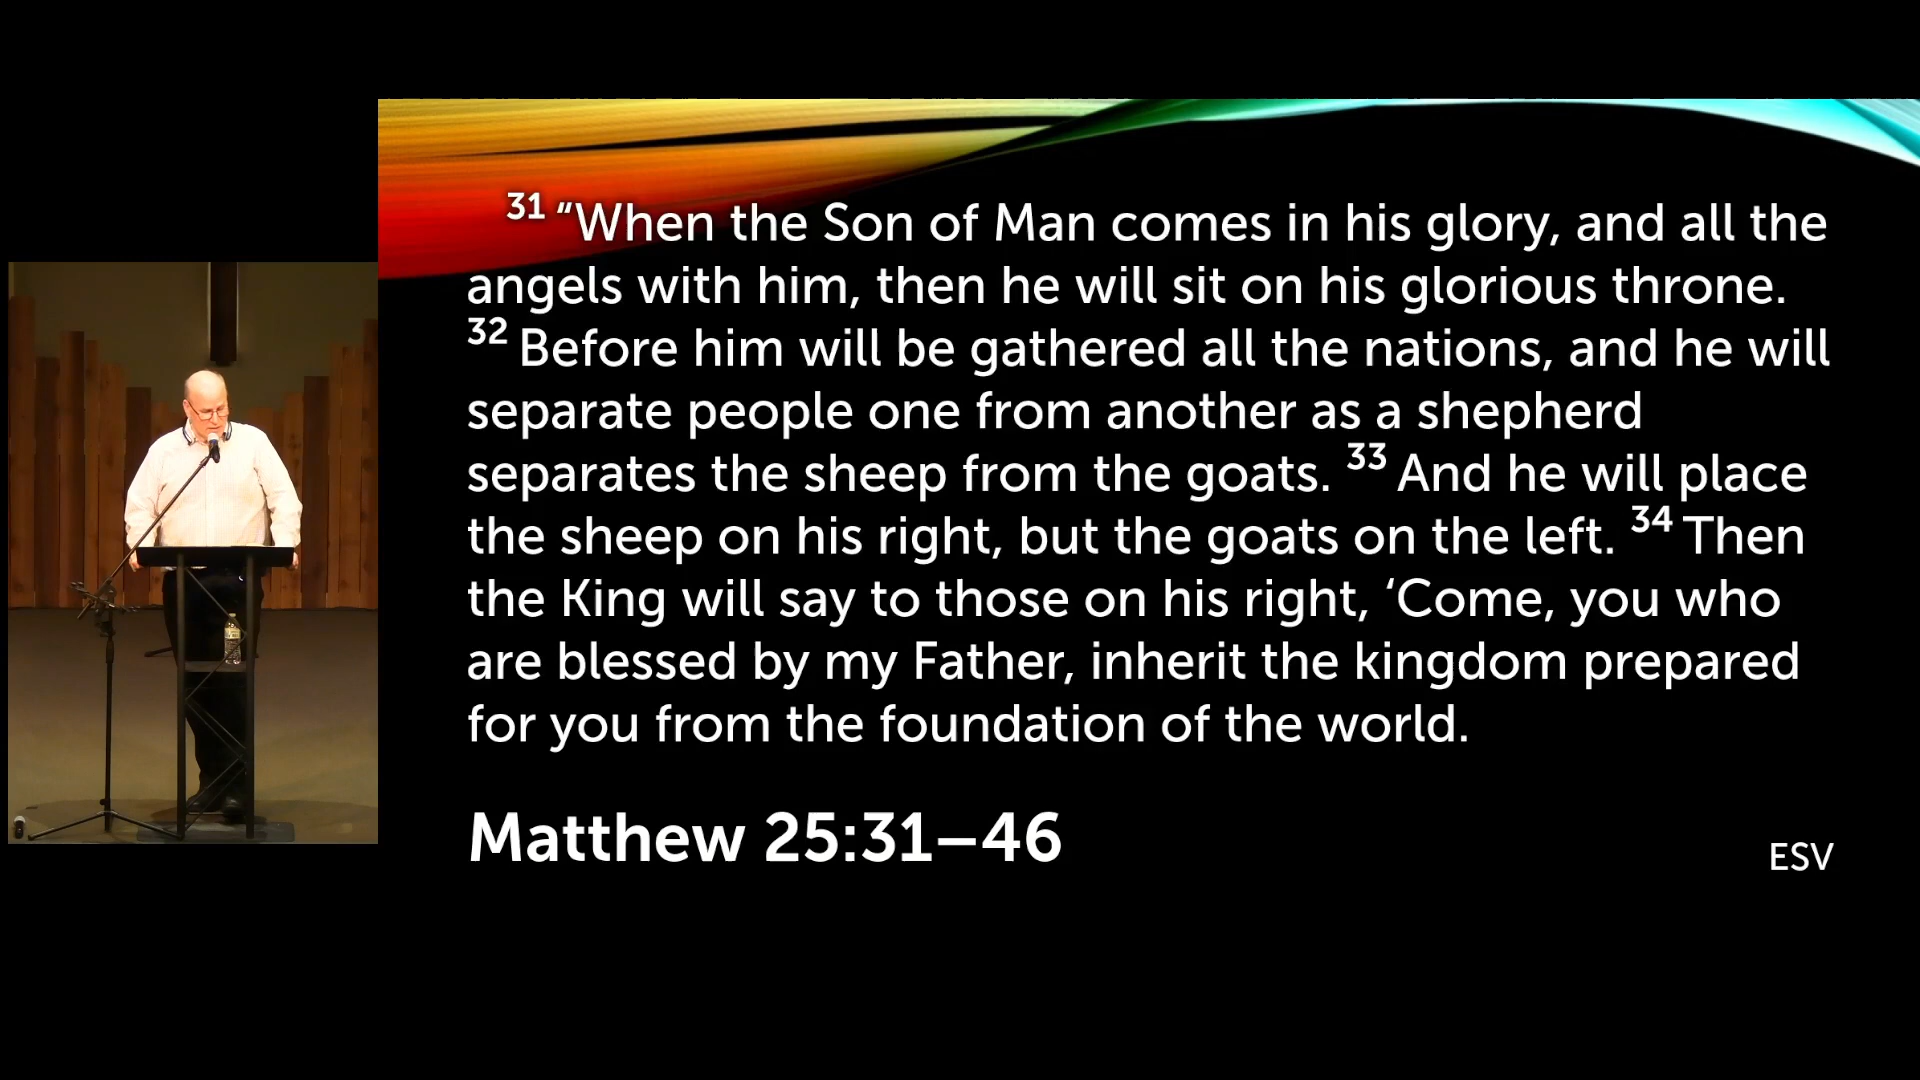 31 “When the Son of Man comes in his glory, and all the
angels with him, then he will sit on his glorious throne.
32 Before him will be gathered all the nations, and he will
separate people one from another as a shepherd
separates the sheep from the goats. 33 And he will place
the sheep on his right, but the goats on the left. 34 Then
the King will say to those on his right, ‘Come, you who
are blessed by my Father, inherit the kingdom prepared
for you from the foundation of the world.
Matthew 25:31–46
ESV